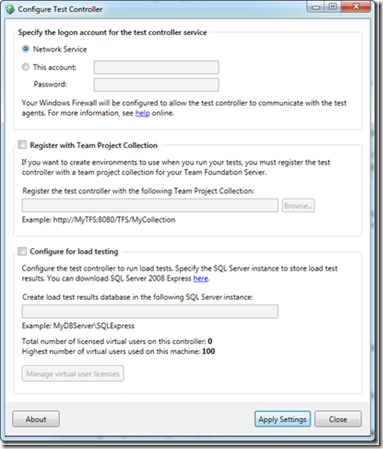 Configure Test Controller
Specify the logon account for the test controller service
Network Service
This account:
Password:
Your Windows Firewall will be configured to allow the test controller to communicate with the test
agents. For more information, see help online.
Register with Team Project Collection
If you want to create environments to use when you run your tests, you must register the test
controller with a team project collection for your Team Foundation Server.
Register the test controller with the following Team Project Collection:
Browse...
Example: http://MyTFS:8080/TFS/MyCollection
Configure for load testing
Configure the test controller to run load tests. Specify the SQL Server instance to store load test
results. You can download SQL Server 2008 Express here.
Create load test results database in the following SQL Server instance:
Example: MyDBServer\SQLExpress
Total number of licensed virtual users on this controller: 0
Highest number of virtual users used on this machine: 100
Manage virtual user licenses
About
Apply Settings
Close